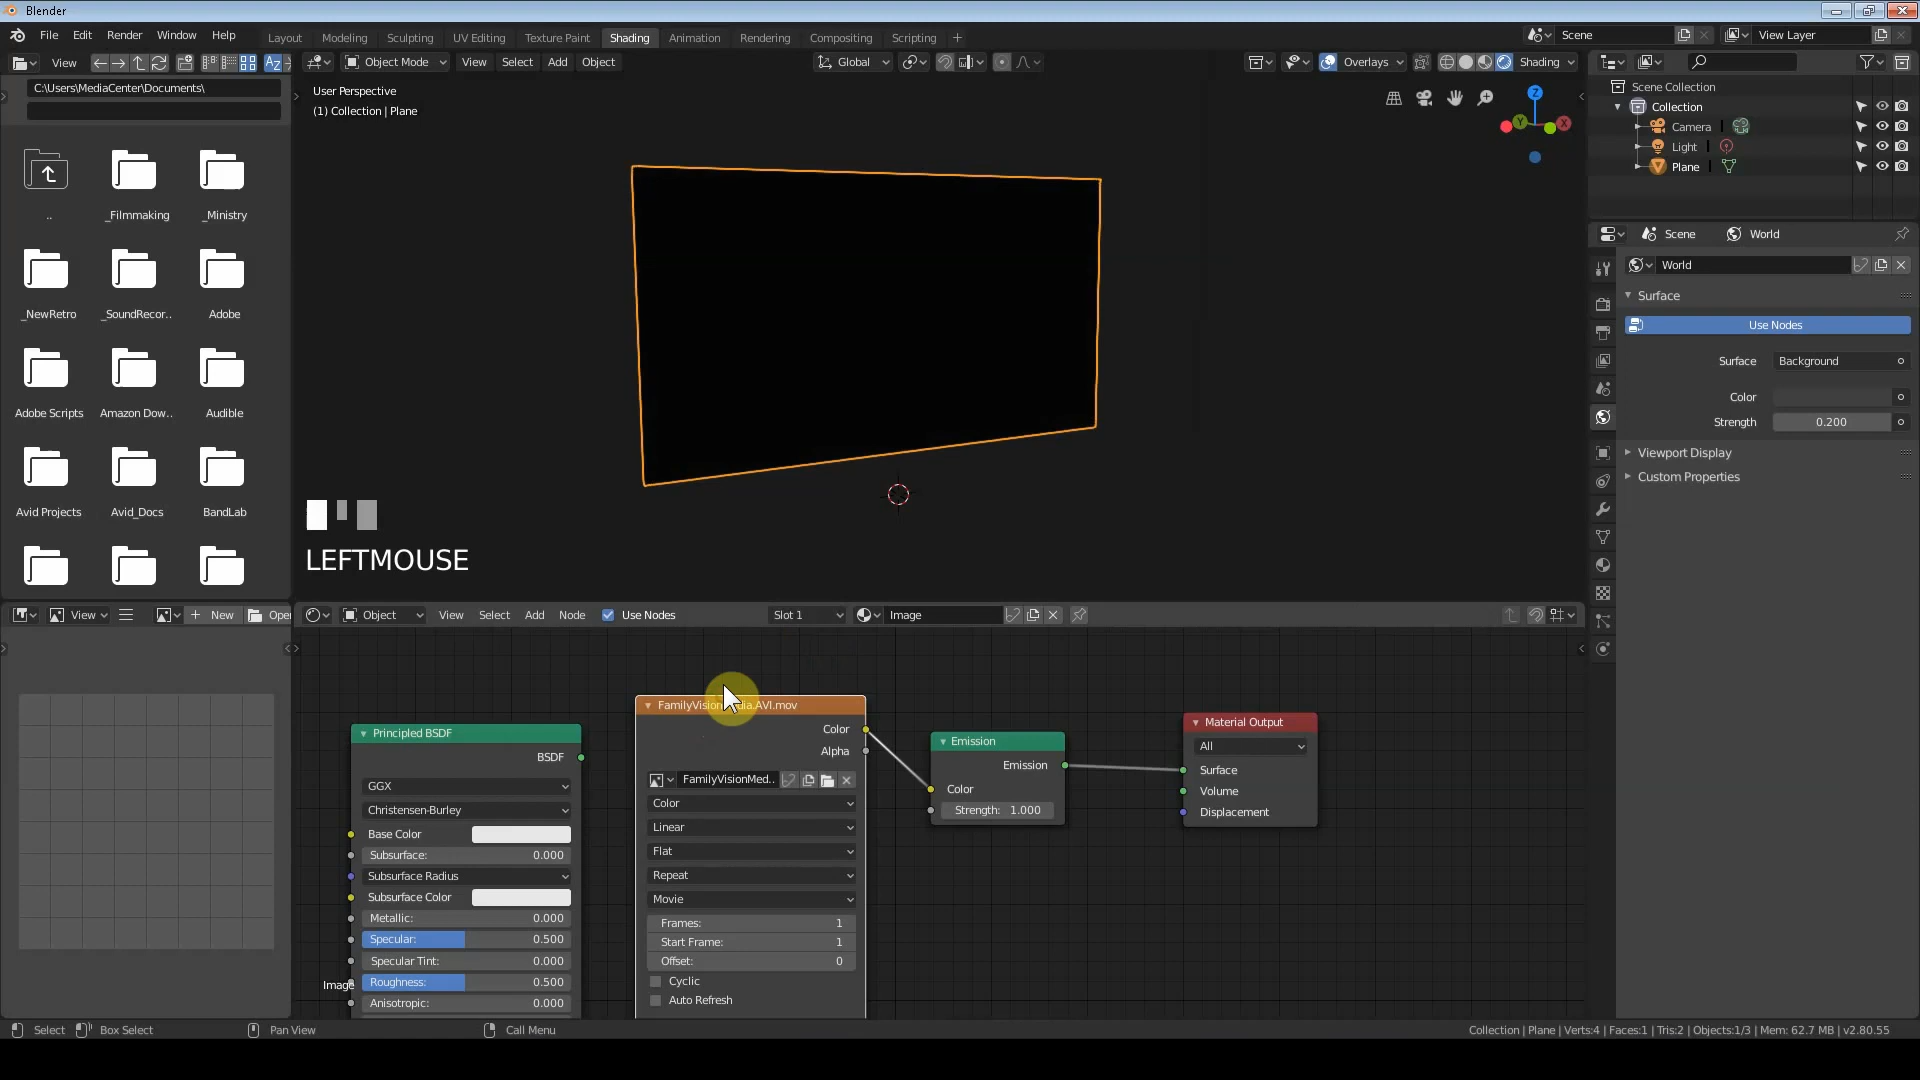 Blender
File Edit Render Window Help
Layout Modeling Sculpting UV Editing Texture Paint Shading Animation Rendering Compositing Scripting +
Scene
View Layer
View
Object Mode View Select Add Object
Global
Overlays
Shading
C:\Users\MediaCenter\Documents\
.. _Filmmaking _Ministry
_NewRetro _SoundRecor.. Adobe
Adobe Scripts Amazon Dow.. Audible
Avid Projects Avid_Docs BandLab
User Perspective
(1) Collection | Plane
Z
Y
X
LEFTMOUSE
Scene Collection
Collection
Camera
Light
Plane
Scene World
World
Surface
Use Nodes
Surface Background
Color
Strength 0.200
Viewport Display
Custom Properties
View
New
Ope
Object View Select Add Node Use Nodes
Slot 1
Image
Principled BSDF
BSDF
GGX
Christensen-Burley
Base Color
Subsurface: 0.000
Subsurface Radius
Subsurface Color
Metallic: 0.000
Specular: 0.500
Specular Tint: 0.000
Roughness: 0.500
Anisotropic: 0.000
Image
Color
Alpha
FamilyVisionMed..
Color
Linear
Flat
Repeat
Movie
Frames: 1
Start Frame: 1
Offset: 0
Cyclic
Auto Refresh
Emission
Emission
Color
Strength: 1.000
Material Output
All
Surface
Volume
Displacement
Select Box Select Pan View Call Menu
Collection | Plane | Verts:4 | Faces:1 | Tris:2 | Objects:1/3 | Mem: 62.7 MB | v2.80.55